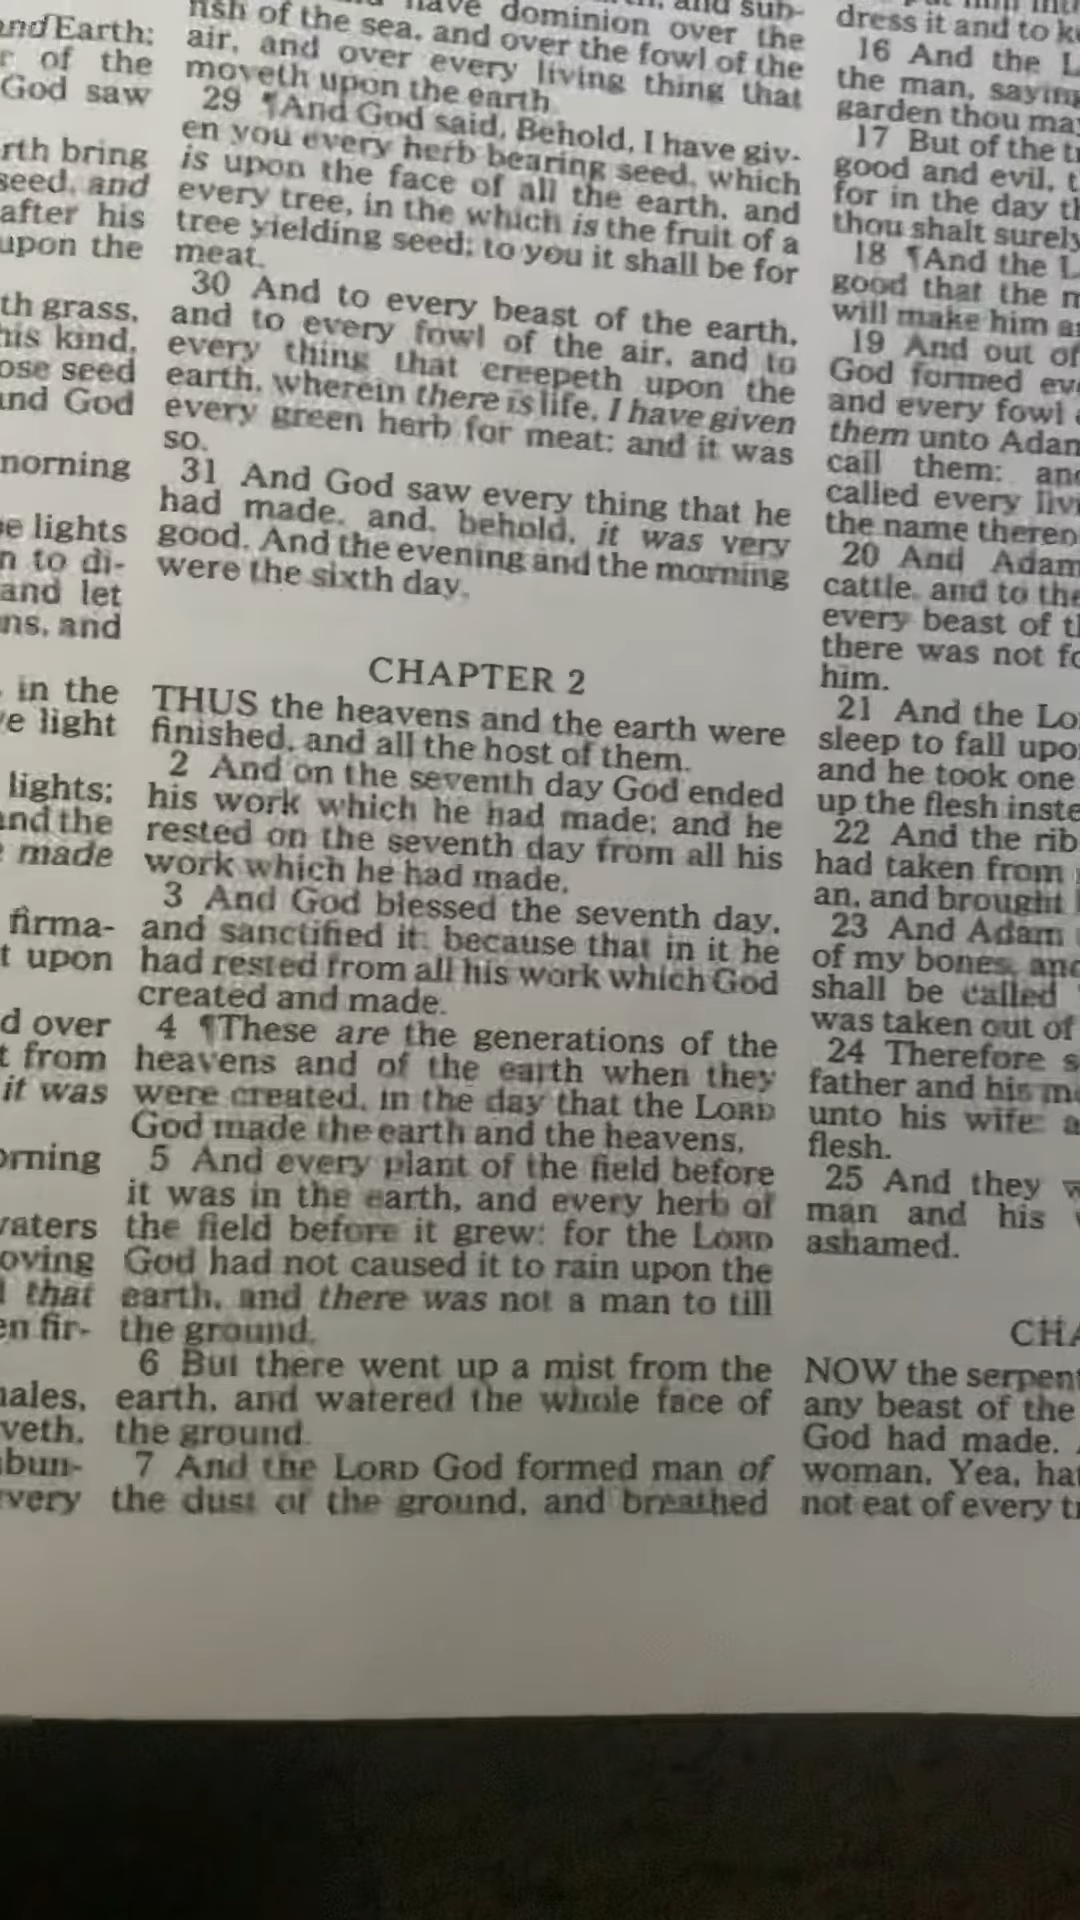 and Earth;
of the
God saw
rth bring
seed, and
after his
upon the
th grass,
his kind,
ose seed
and God
morning
e lights
n to di-
and let
ns, and
in the
e light
lights;
and the
made
firma-
t upon
d over
t from
it was
orning
waters
oving
that
en fir-
hales,
veth,
bun-
very
have dominion over the
fish of the sea, and over the fowl of the
air, and over every living thing that
moveth upon the earth
29 ¶And God said, Behold, I have giv-
en you every herb bearing seed, which
is upon the face of all the earth, and
every tree, in the which is the fruit of a
tree yielding seed; to you it shall be for
meat.
30 And to every beast of the earth,
and to every fowl of the air, and to
every thing that creepeth upon the
earth, wherein there is life, I have given
every green herb for meat: and it was
so.
31 And God saw every thing that he
had made, and, behold, it was very
good. And the evening and the morning
were the sixth day.
CHAPTER 2
THUS the heavens and the earth were
finished, and all the host of them.
2 And on the seventh day God ended
his work which he had made; and he
rested on the seventh day from all his
work which he had made.
3 And God blessed the seventh day,
and sanctified it: because that in it he
had rested from all his work which God
created and made.
4 ¶These are the generations of the
heavens and of the earth when they
were created, in the day that the LORD
God made the earth and the heavens,
5 And every plant of the field before
it was in the earth, and every herb of
the field before it grew: for the LORD
God had not caused it to rain upon the
earth, and there was not a man to till
the ground.
6 But there went up a mist from the
earth, and watered the whole face of
the ground.
7 And the LORD God formed man of
the dust of the ground, and breathed
dress it and to ke
16 And the L
the man, saying
garden thou may
17 But of the tr
good and evil, t
for in the day th
thou shalt surely
18 ¶And the L
good that the m
will make him a
19 And out of
God formed eve
and every fowl
them unto Adam
call them: and
called every livi
the name thereo
20 And Adam
cattle, and to the
every beast of th
there was not fo
him.
21 And the Lo
sleep to fall upo
and he took one
up the flesh inste
22 And the rib
had taken from
an, and brought
23 And Adam
of my bones, and
shall be called
was taken out of
24 Therefore s
father and his mo
unto his wife: a
flesh.
25 And they w
man and his w
ashamed.
CHA
NOW the serpent
any beast of the
God had made.
woman, Yea, hat
not eat of every tr